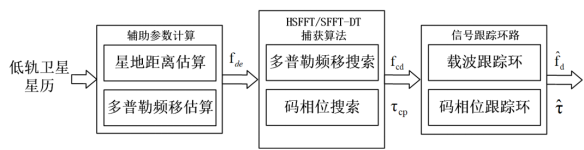 低轨卫星
星历
辅助参数计算
星地距离估算
多普勒频移估算
f_de
HSFFT/SFFT-DT
捕获算法
多普勒频移搜索
码相位搜索
f_cd
τ_cp
信号跟踪环路
载波跟踪环
码相位跟踪环
f̂_d
τ̂